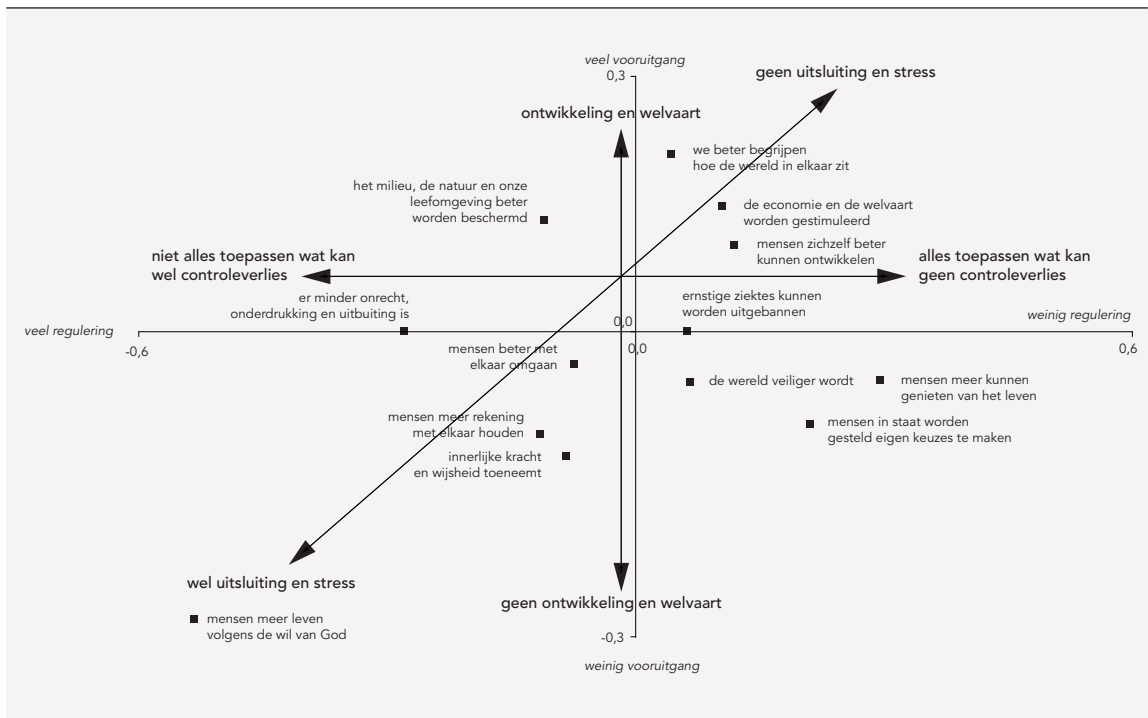 veel vooruitgang
0,3
geen uitsluiting en stress
ontwikkeling en welvaart
we beter begrijpen
hoe de wereld in elkaar zit
het milieu, de natuur en onze
leefomgeving beter
worden beschermd
de economie en de welvaart
worden gestimuleerd
mensen zichzelf beter
kunnen ontwikkelen
niet alles toepassen wat kan
wel controleverlies
alles toepassen wat kan
geen controleverlies
er minder onrecht,
onderdrukking en uitbuiting is
ernstige ziektes kunnen
worden uitgebannen
veel regulering
0,0
weinig regulering
-0,6
0,0
0,6
mensen beter met
elkaar omgaan
de wereld veiliger wordt
mensen meer kunnen
genieten van het leven
mensen meer rekening
met elkaar houden
mensen in staat worden
gesteld eigen keuzes te maken
innerlijke kracht
en wijsheid toeneemt
wel uitsluiting en stress
geen ontwikkeling en welvaart
mensen meer leven
volgens de wil van God
-0,3
weinig vooruitgang